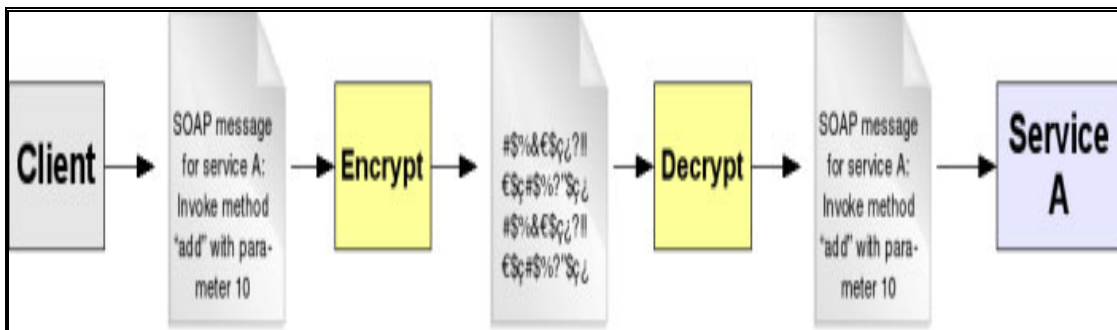 Client
SOAP message
for service A:
Invoke method
“add” with para-
meter 10
Encrypt
#$%&€$ç¿?!!
€$ç#$%?"$ç¿
#$%&€$ç¿?!!
€$ç#$%?"$ç¿
Decrypt
SOAP message
for service A:
Invoke method
“add” with para-
meter 10
Service
A